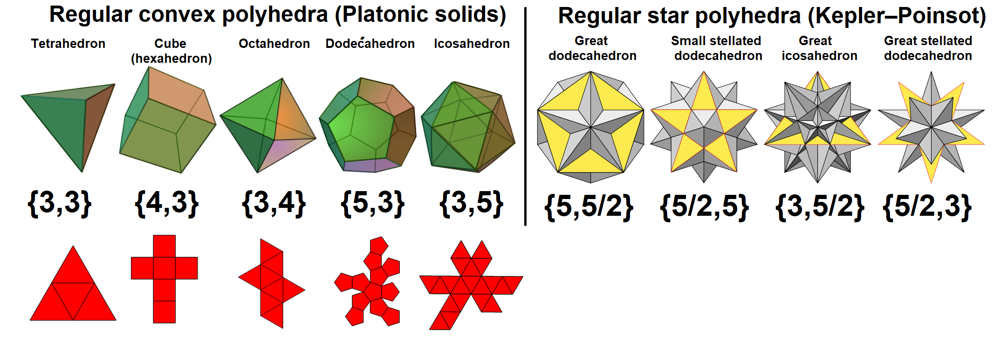 Regular convex polyhedra (Platonic solids)
Tetrahedron
Cube
(hexahedron)
Octahedron
Dodećahedron
Icosahedron
{3,3}
{4,3}
{3,4}
{5,3}
{3,5}
Regular star polyhedra (Kepler–Poinsot)
Great
dodecahedron
Small stellated
dodecahedron
Great
icosahedron
Great stellated
dodecahedron
{5,5/2}
{5/2,5}
{3,5/2}
{5/2,3}